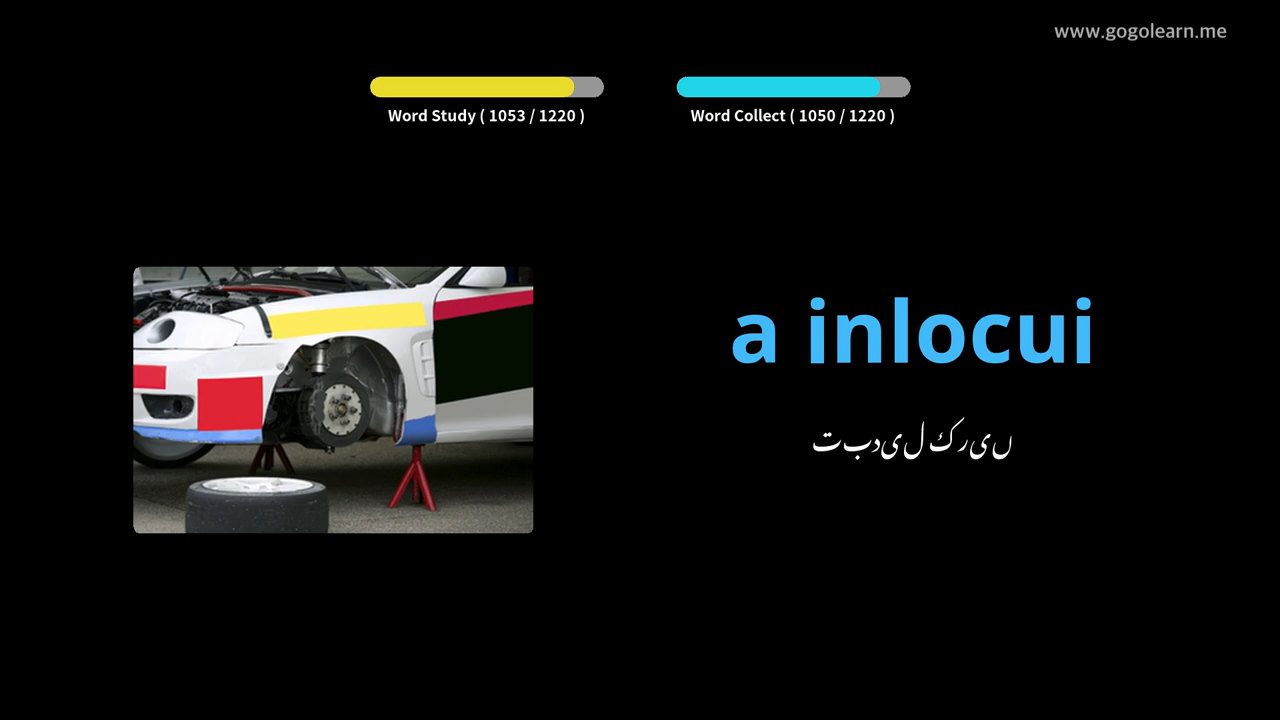 www.gogolearn.me
Word Study ( 1053 / 1220 )
Word Collect ( 1050 / 1220 )
a inlocui
تبدیل کریں